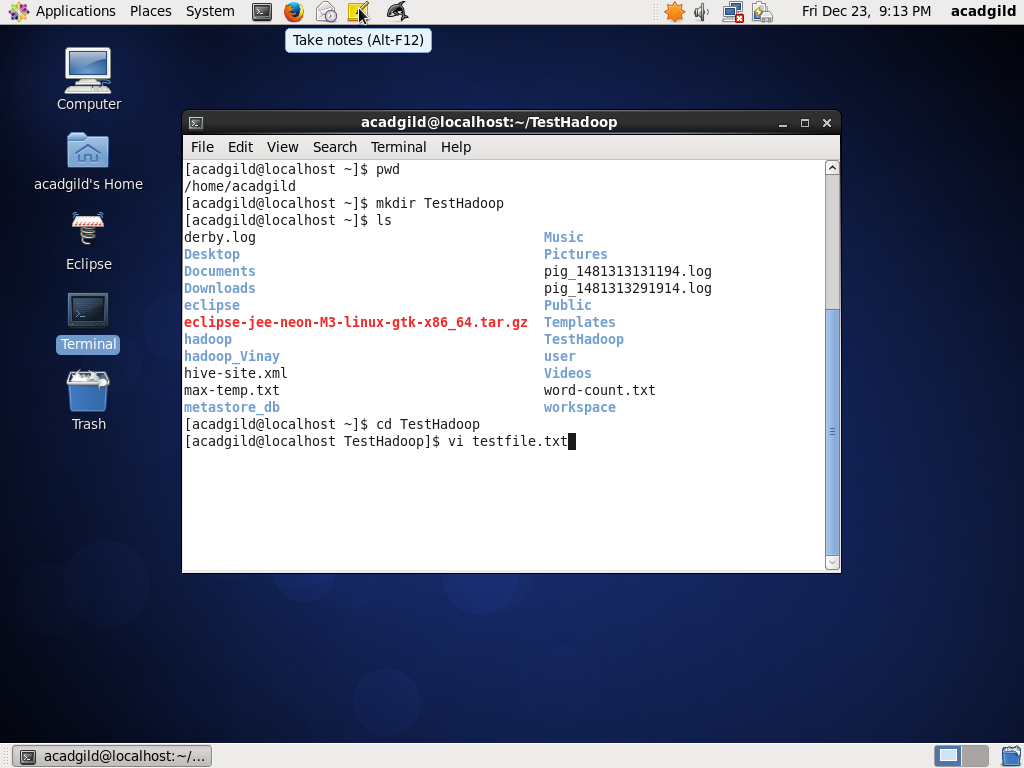 Applications Places System Fri Dec 23, 9:13 PM acadgild
Take notes (Alt-F12)
Computer
acadgild's Home
Eclipse
Terminal
Trash
acadgild@localhost:~/TestHadoop
File Edit View Search Terminal Help
[acadgild@localhost ~]$ pwd
/home/acadgild
[acadgild@localhost ~]$ mkdir TestHadoop
[acadgild@localhost ~]$ ls
derby.log Music
Desktop Pictures
Documents pig_1481313131194.log
Downloads pig_1481313291914.log
eclipse Public
eclipse-jee-neon-M3-linux-gtk-x86_64.tar.gz Templates
hadoop TestHadoop
hadoop_Vinay user
hive-site.xml Videos
max-temp.txt word-count.txt
metastore_db workspace
[acadgild@localhost ~]$ cd TestHadoop
[acadgild@localhost TestHadoop]$ vi testfile.txt
acadgild@localhost:~/...